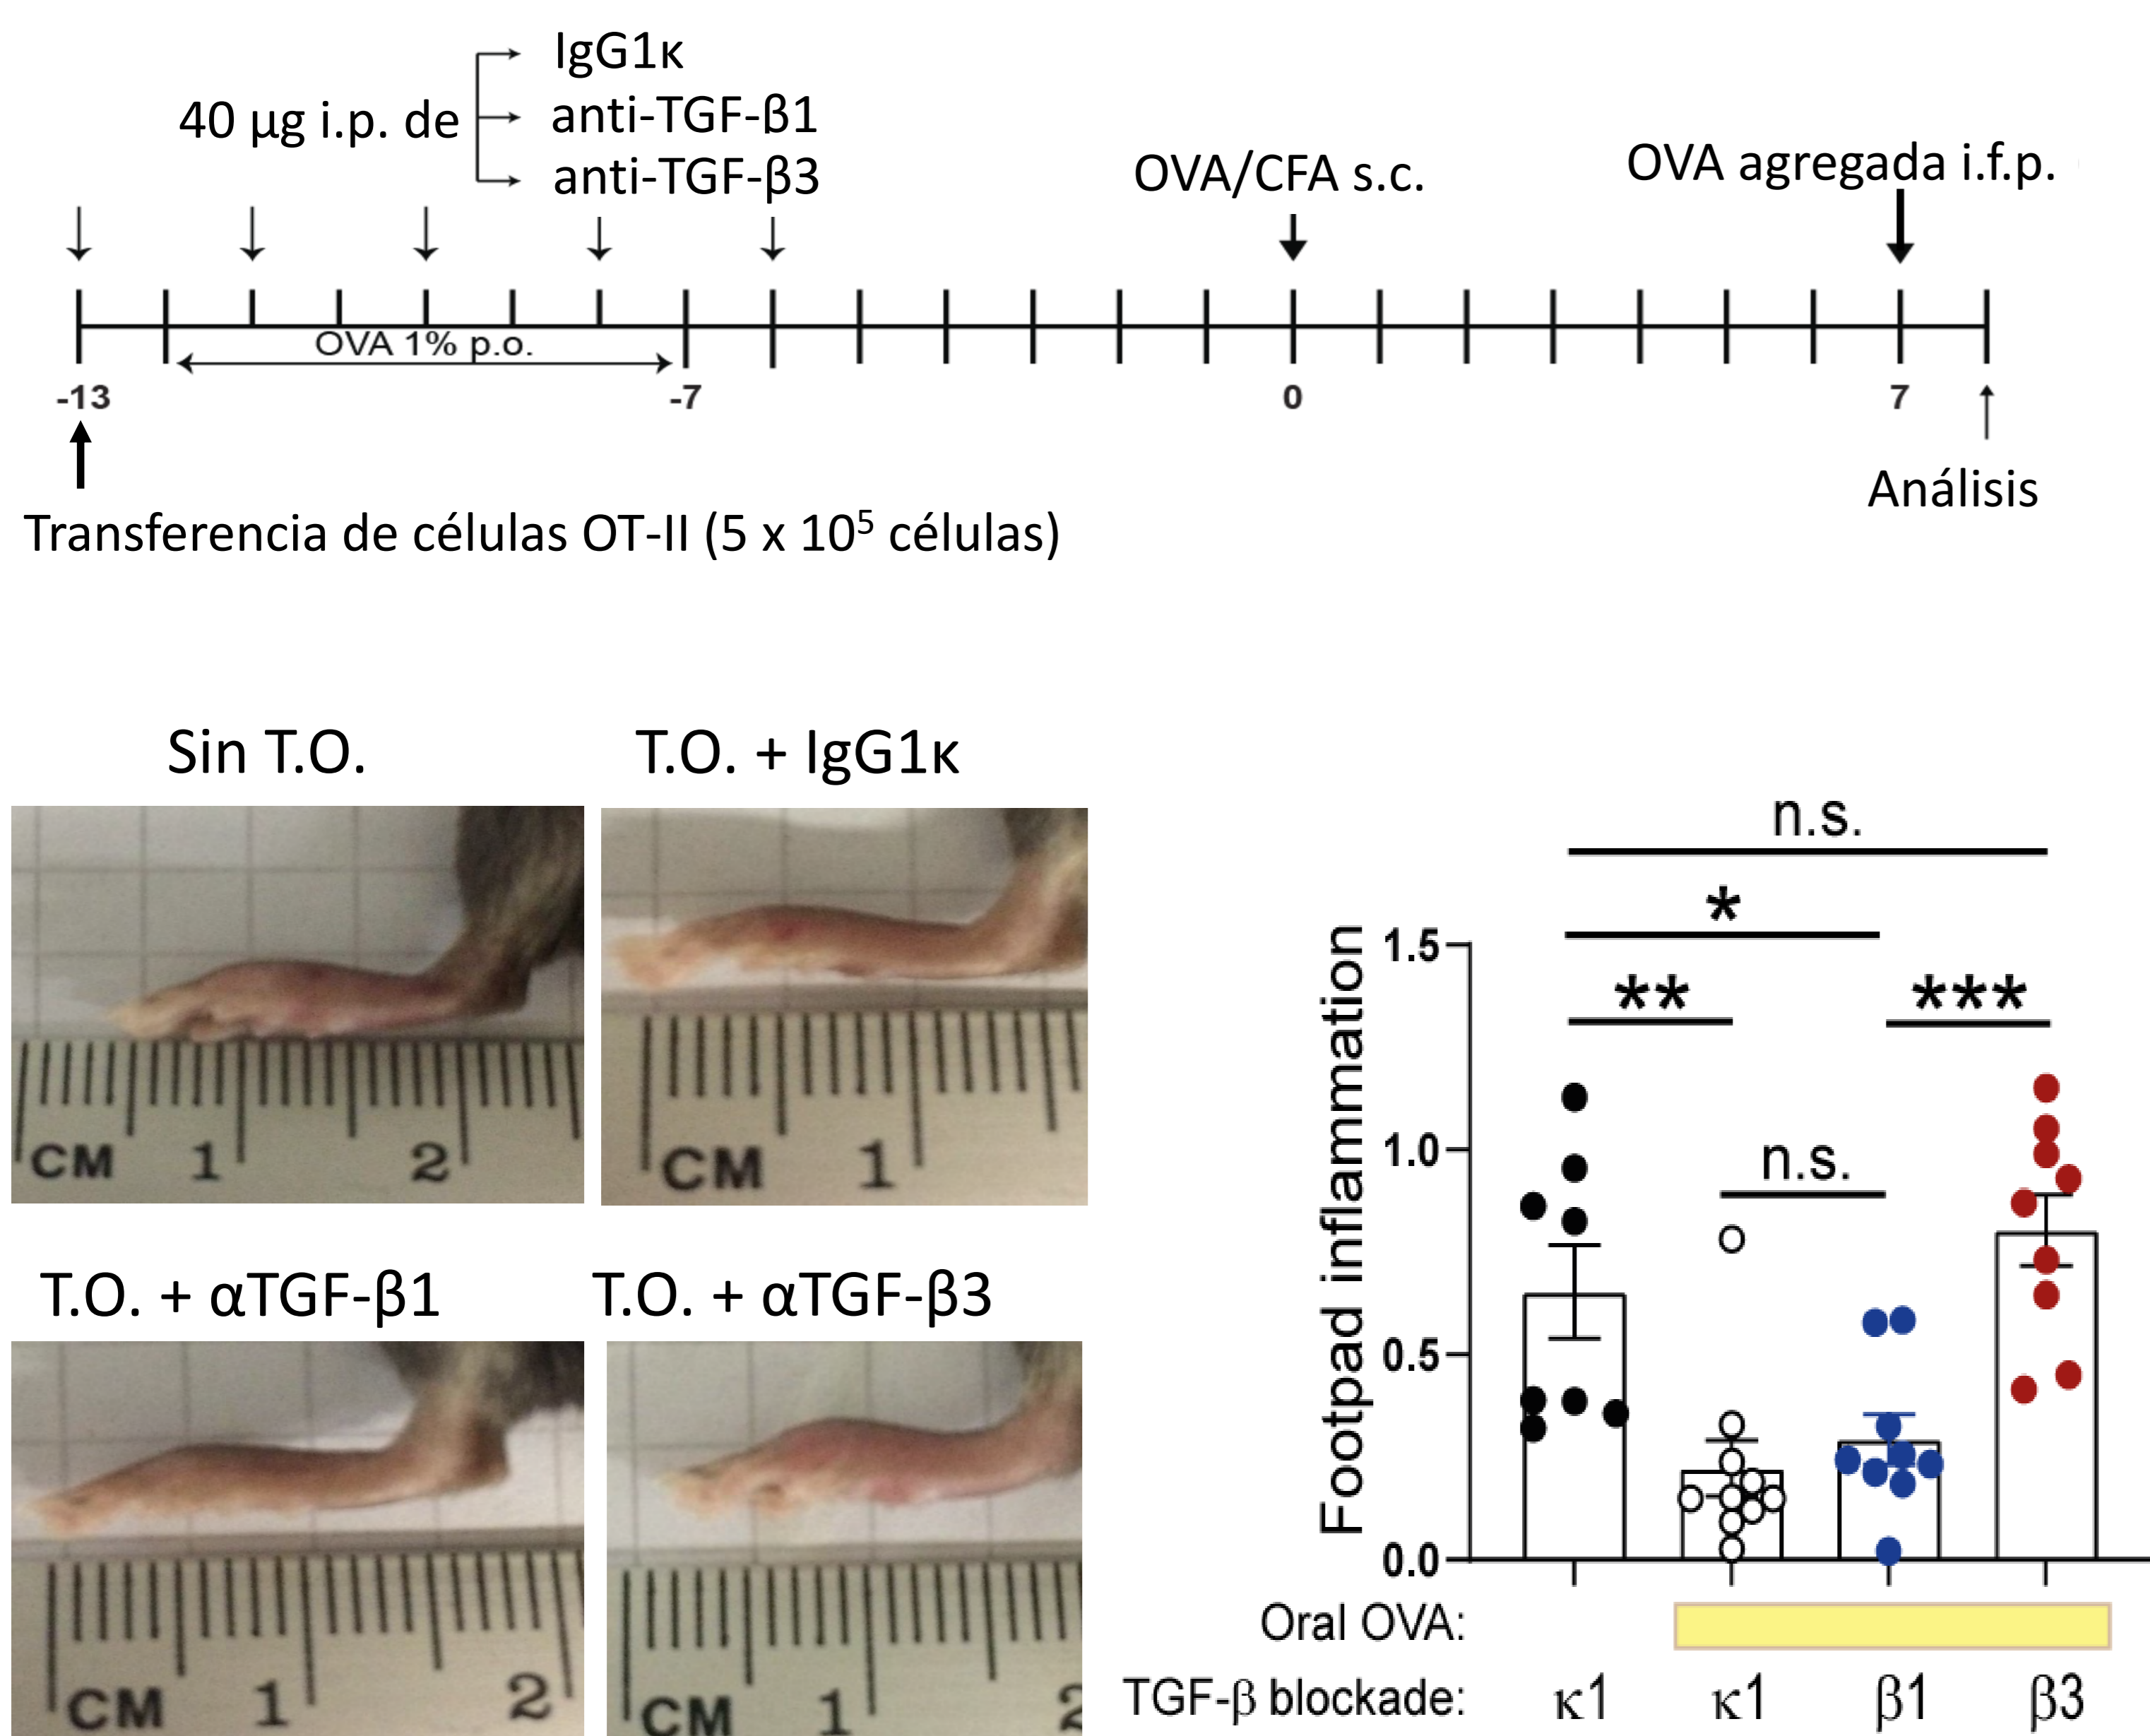 IgG1κ
40 µg i.p. de
anti-TGF-β1
anti-TGF-β3
OVA/CFA s.c.
OVA agregada i.f.p.
OVA 1% p.o.
-13
-7
0
7
Transferencia de células OT-II (5 x 10⁵ células)
Análisis
Sin T.O.
T.O. + IgG1κ
CM 1 2
CM 1
T.O. + αTGF-β1
T.O. + αTGF-β3
CM 1 2
CM 1 2
n.s.
*
**
***
n.s.
Footpad inflammation
1.5
1.0
0.5
0.0
Oral OVA:
TGF-β blockade: κ1 κ1 β1 β3